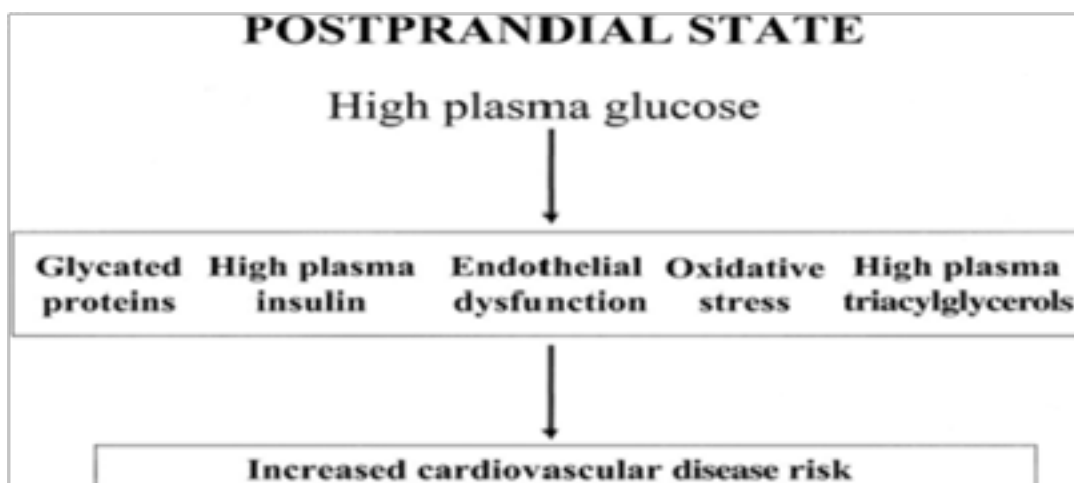 POSTPRANDIAL STATE
High plasma glucose
Glycated proteins
High plasma insulin
Endothelial dysfunction
Oxidative stress
High plasma triacylglycerols
Increased cardiovascular disease risk